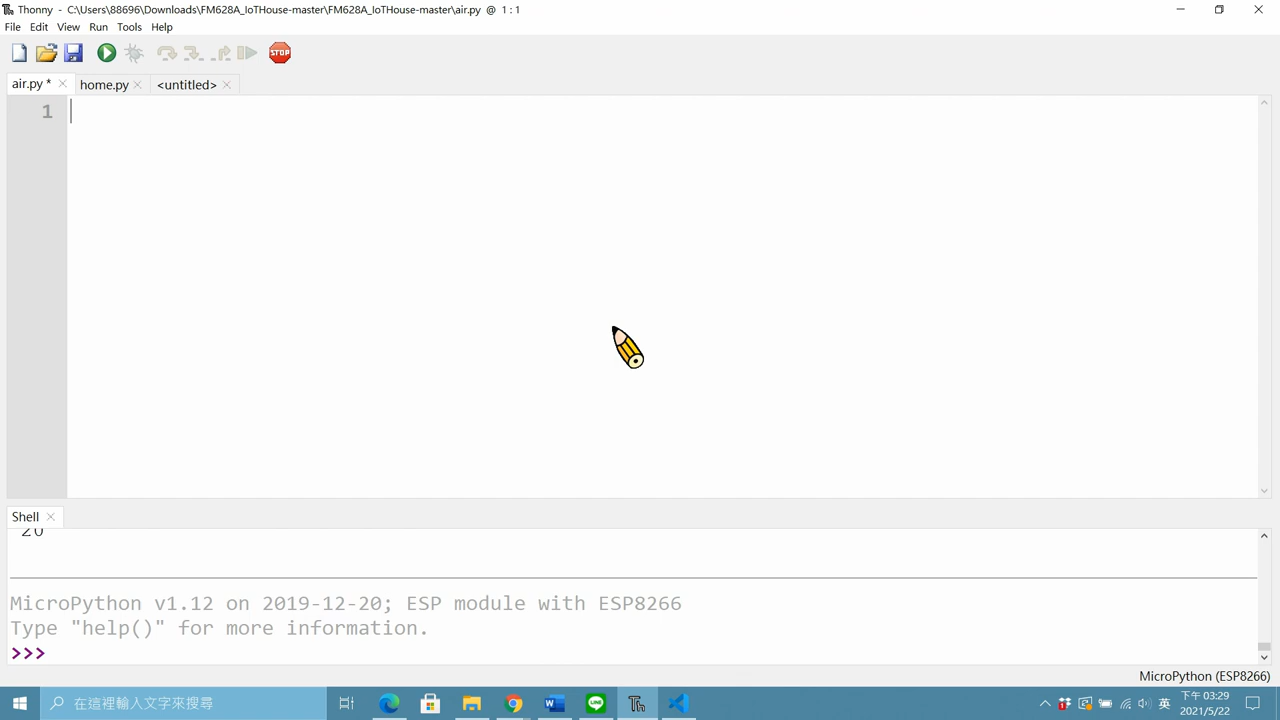 Thonny - C:\Users\88696\Downloads\FM628A_IoTHouse-master\FM628A_IoTHouse-master\air.py @ 1 : 1
File Edit View Run Tools Help
STOP
air.py * home.py <untitled>
1
Shell
20
MicroPython v1.12 on 2019-12-20; ESP module with ESP8266
Type "help()" for more information.
>>>
MicroPython (ESP8266)
在這裡輸入文字來搜尋
英
下午 03:29
2021/5/22